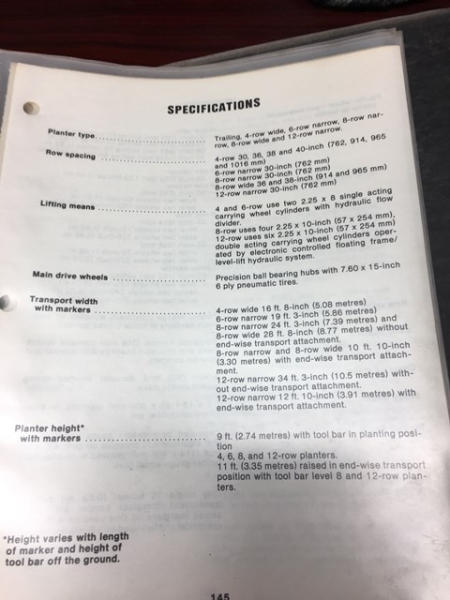 SPECIFICATIONS
Planter type
Trailing, 4-row wide, 6-row narrow, 8-row nar-
row, 8-row wide and 12-row narrow.
Row spacing
4-row 30, 36, 38 and 40-inch (762, 914, 965
and 1016 mm)
6-row narrow 30-inch (762 mm)
8-row narrow 30-inch (762 mm)
8-row wide 36 and 38-inch (914 and 965 mm)
12-row narrow 30-inch (762 mm)
Lifting means
4 and 6-row use two 2.25 x 8 single acting
carrying wheel cylinders with hydraulic flow
divider.
8-row uses four 2.25 x 10-inch (57 x 254 mm),
12-row uses six 2.25 x 10-inch (57 x 254 mm)
double acting carrying wheel cylinders oper-
ated by electronic controlled floating frame/
level-lift hydraulic system.
Main drive wheels
Precision ball bearing hubs with 7.60 x 15-inch
6 ply pneumatic tires.
Transport width
with markers
4-row wide 16 ft. 8-inch (5.08 metres)
6-row narrow 19 ft. 3-inch (5.86 metres)
8-row narrow 24 ft. 3-inch (7.39 metres) and
8-row wide 28 ft. 8-inch (8.77 metres) without
end-wise transport attachment.
8-row narrow and 8-row wide 10 ft. 10-inch
(3.30 metres) with end-wise transport attach-
ment.
12-row narrow 34 ft. 3-inch (10.5 metres) with-
out end-wise transport attachment.
12-row narrow 12 ft. 10-inch (3.91 metres) with
end-wise transport attachment.
Planter height*
with markers
9 ft. (2.74 metres) with tool bar in planting posi-
tion
4, 6, 8, and 12-row planters.
11 ft. (3.35 metres) raised in end-wise transport
position with tool bar level 8 and 12-row plan-
ters.
*Height varies with length
of marker and height of
tool bar off the ground.
145